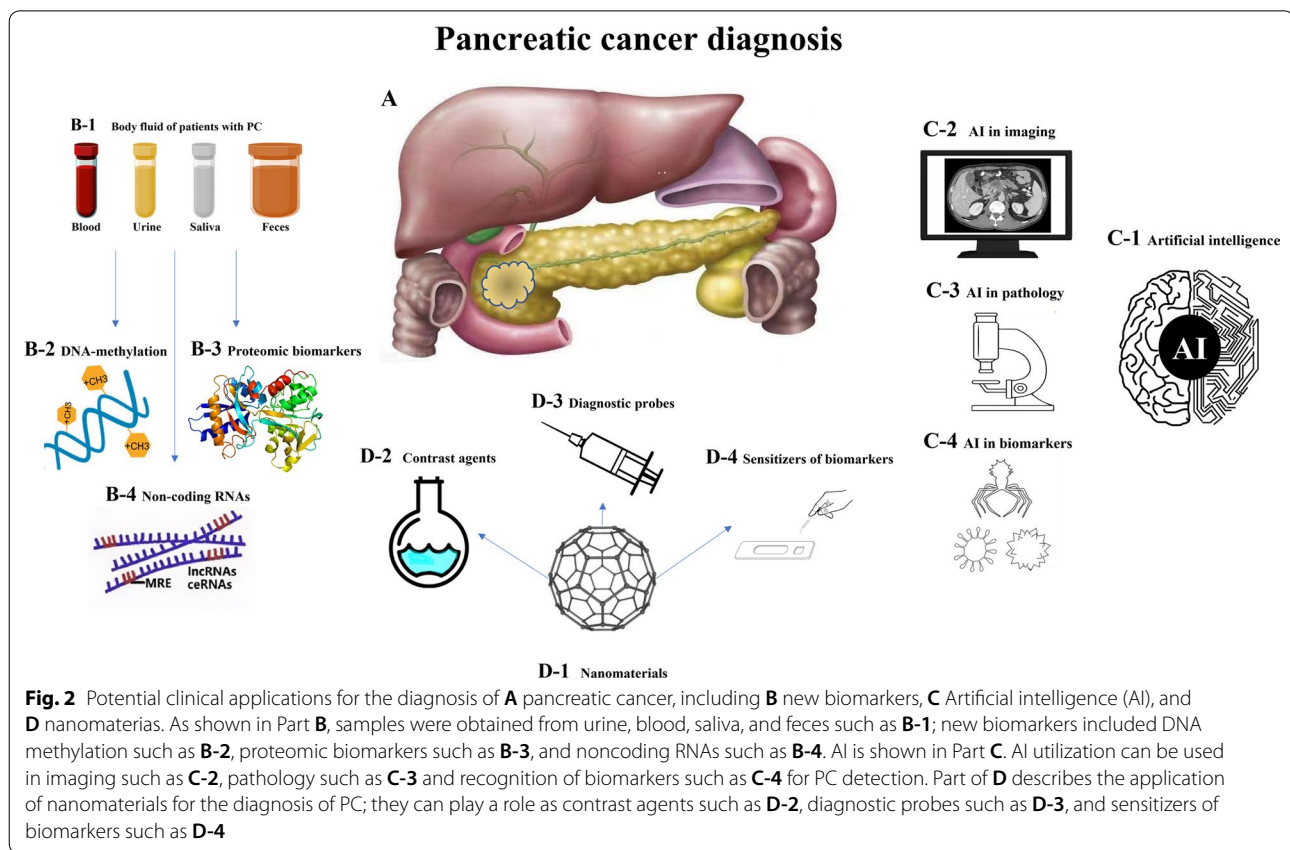 Pancreatic cancer diagnosis
A
B-1 Body fluid of patients with PC
Blood Urine Saliva Feces
B-2 DNA-methylation
+CH3
+CH3
+CH3
B-3 Proteomic biomarkers
B-4 Non-coding RNAs
MRE
lncRNAs
ceRNAs
C-2 AI in imaging
C-1 Artificial intelligence
AI
C-3 AI in pathology
C-4 AI in biomarkers
D-3 Diagnostic probes
D-2 Contrast agents
D-4 Sensitizers of biomarkers
D-1 Nanomaterials
Fig. 2 Potential clinical applications for the diagnosis of A pancreatic cancer, including B new biomarkers, C Artificial intelligence (AI), and
D nanomaterias. As shown in Part B, samples were obtained from urine, blood, saliva, and feces such as B-1; new biomarkers included DNA
methylation such as B-2, proteomic biomarkers such as B-3, and noncoding RNAs such as B-4. AI is shown in Part C. AI utilization can be used
in imaging such as C-2, pathology such as C-3 and recognition of biomarkers such as C-4 for PC detection. Part of D describes the application
of nanomaterials for the diagnosis of PC; they can play a role as contrast agents such as D-2, diagnostic probes such as D-3, and sensitizers of
biomarkers such as D-4